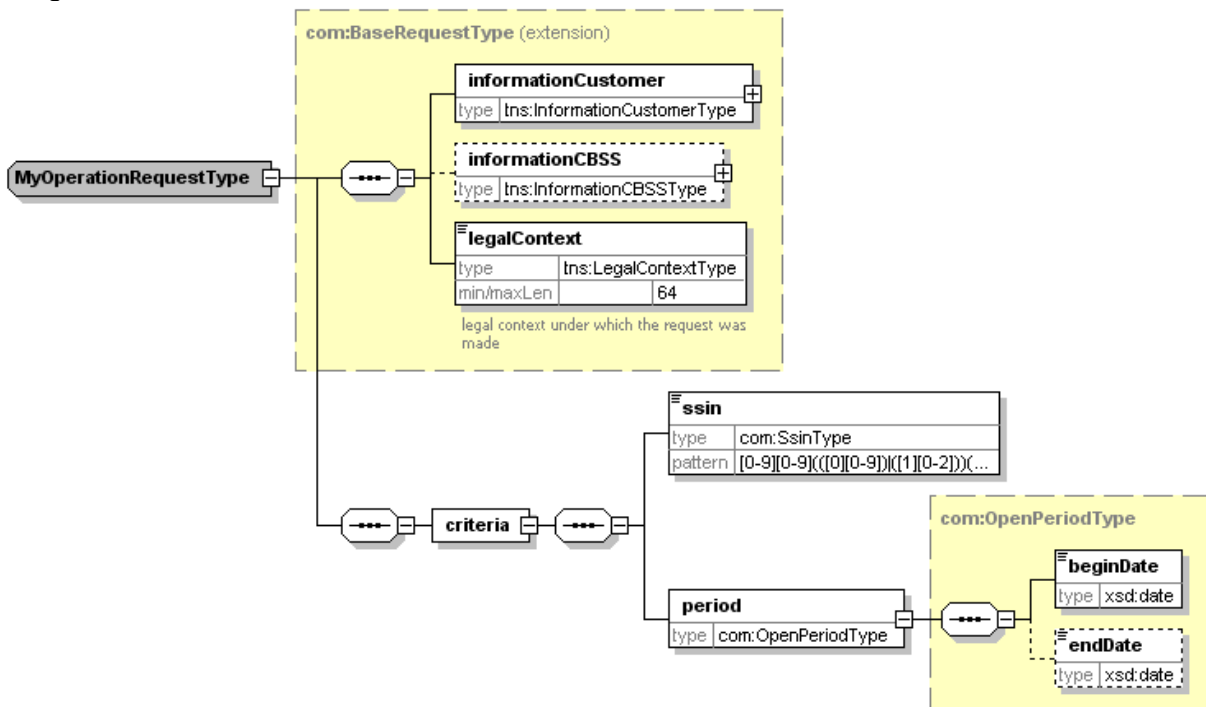 com:BaseRequestType (extension)
informationCustomer
type tns:InformationCustomerType
MyOperationRequestType
informationCBSS
type tns:InformationCBSSType
legalContext
type tns:LegalContextType
min/maxLen 64
legal context under which the request was
made
ssin
type com:SsinType
pattern [0-9][0-9](([0][0-9])|([1][0-2]))(...
criteria
com:OpenPeriodType
beginDate
type xsd:date
period
type com:OpenPeriodType
endDate
type xsd:date